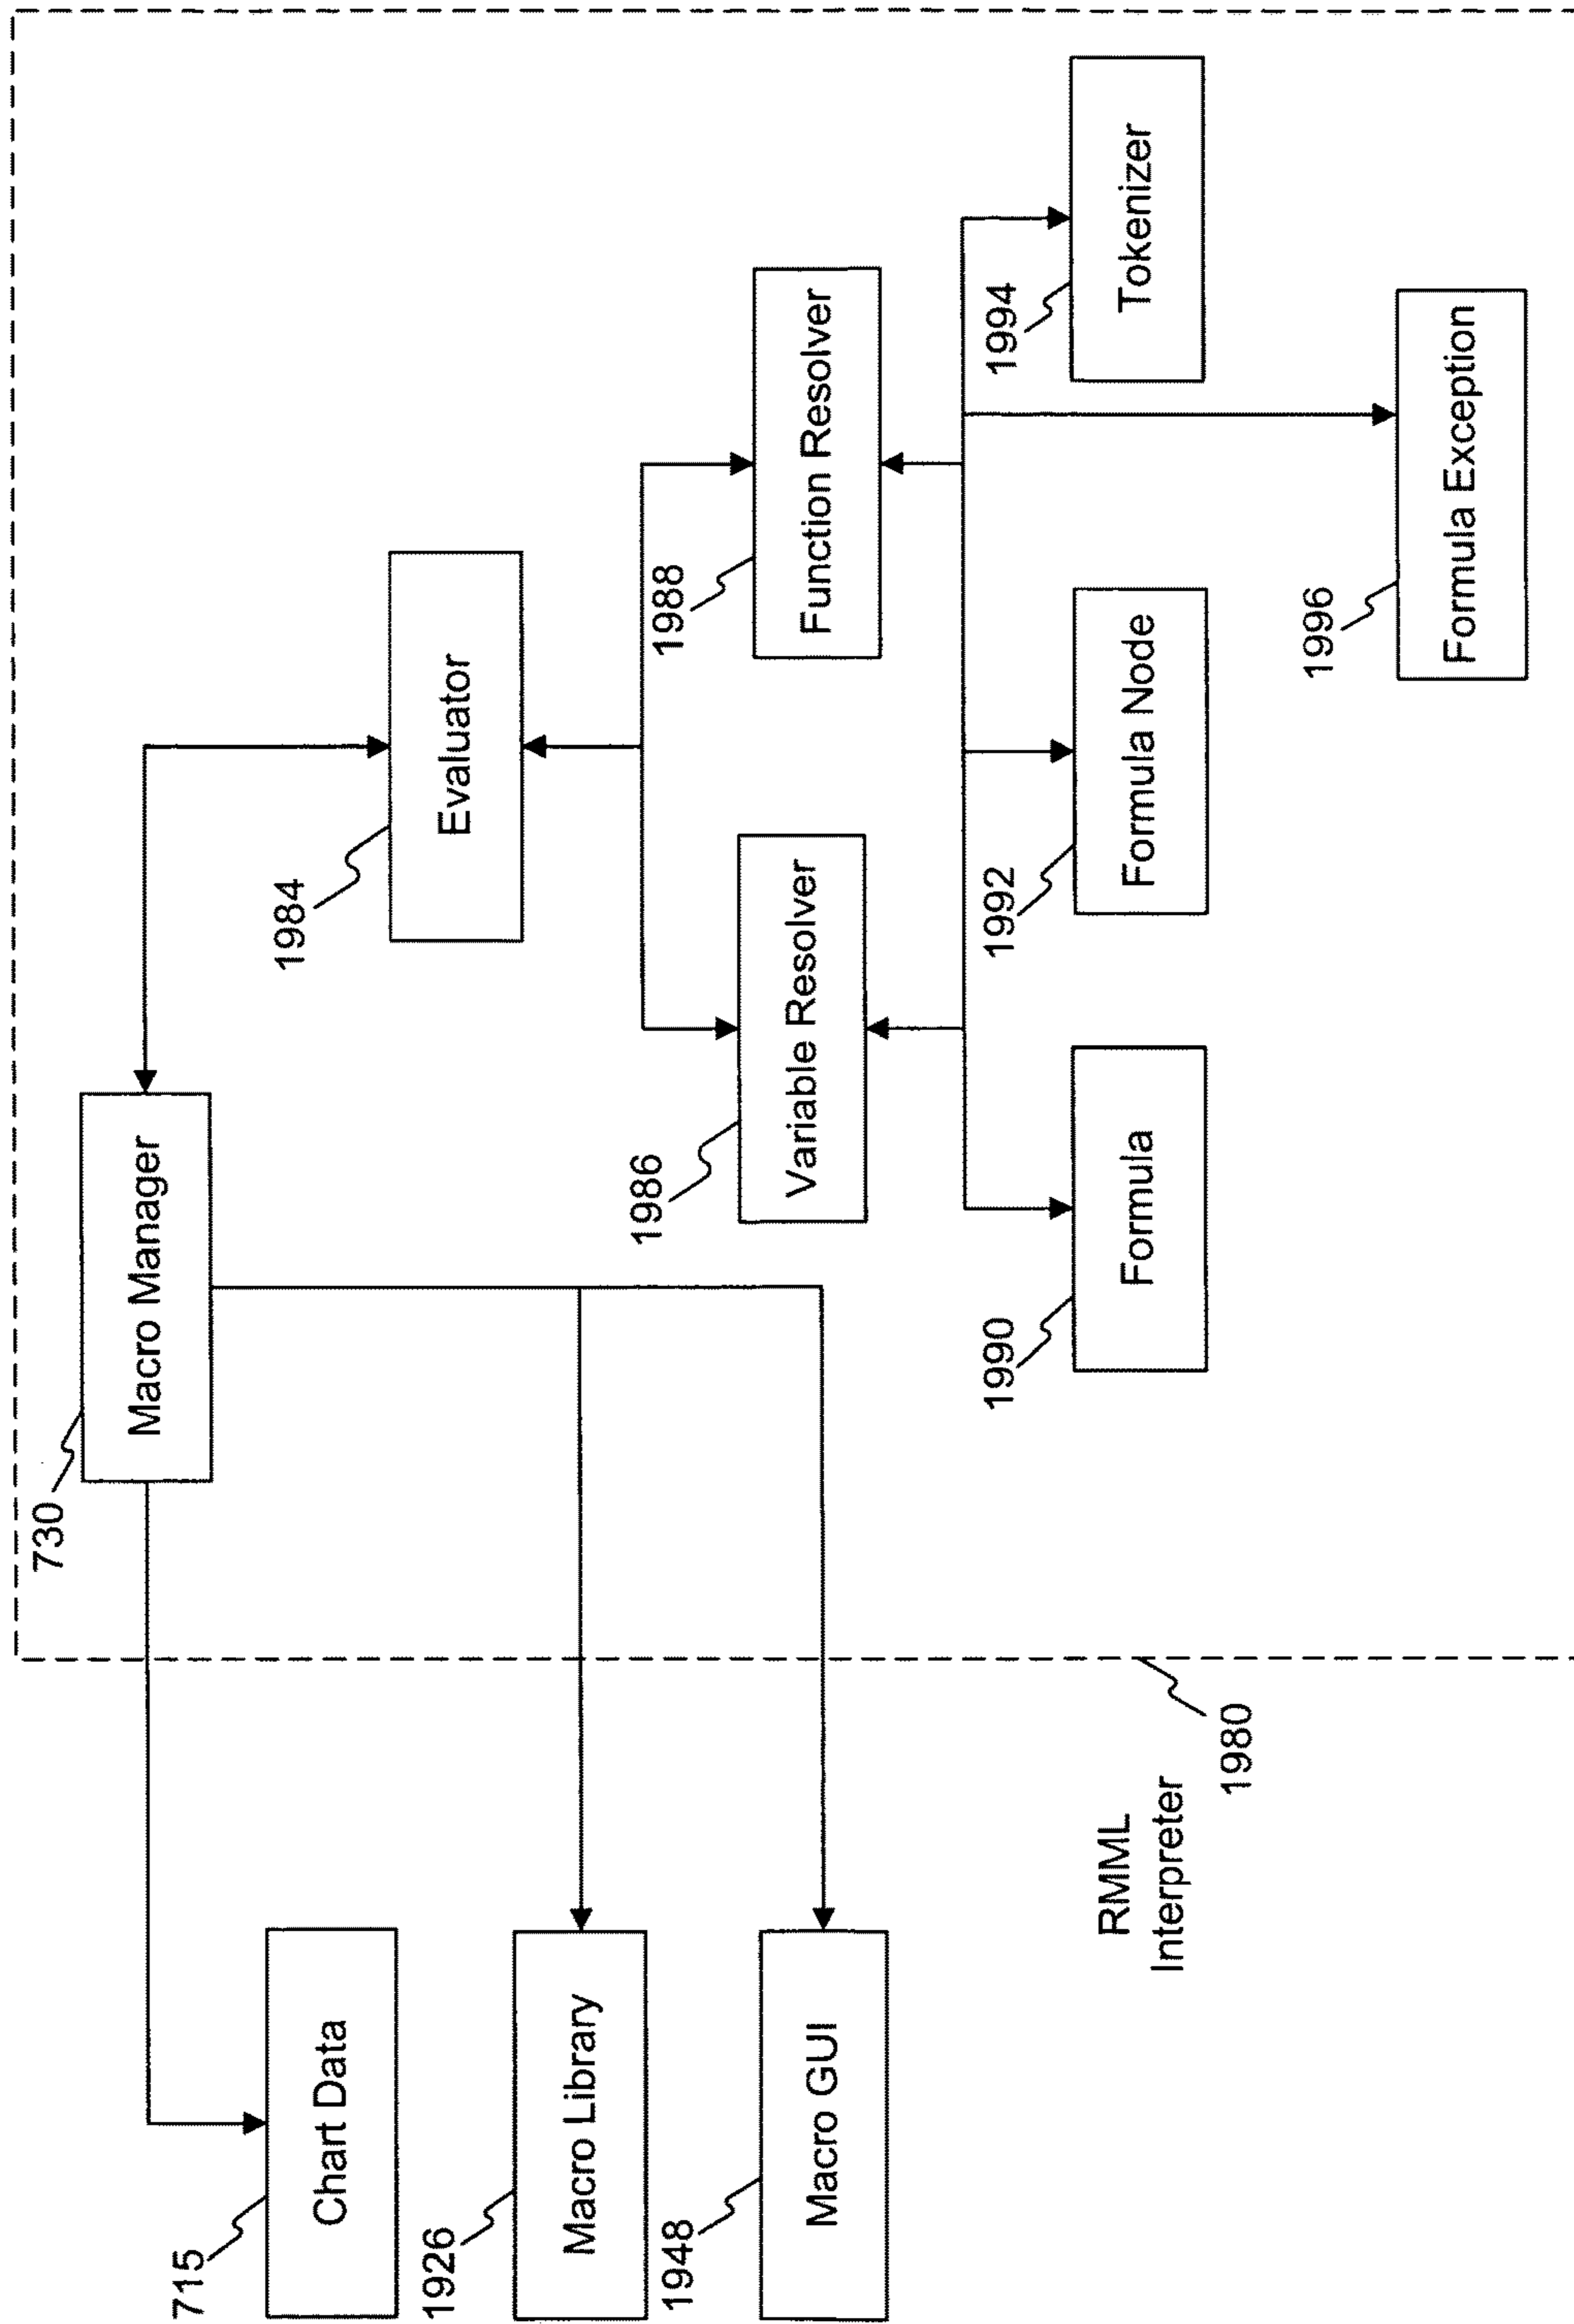 730
Macro Manager
715
Chart Data
1984
Evaluator
1926
Macro Library
1948
Macro GUI
1986
Variable Resolver
1988
Function Resolver
RMML
Interpreter
1980
1990
Formula
1992
Formula Node
1994
Tokenizer
1996
Formula Exception